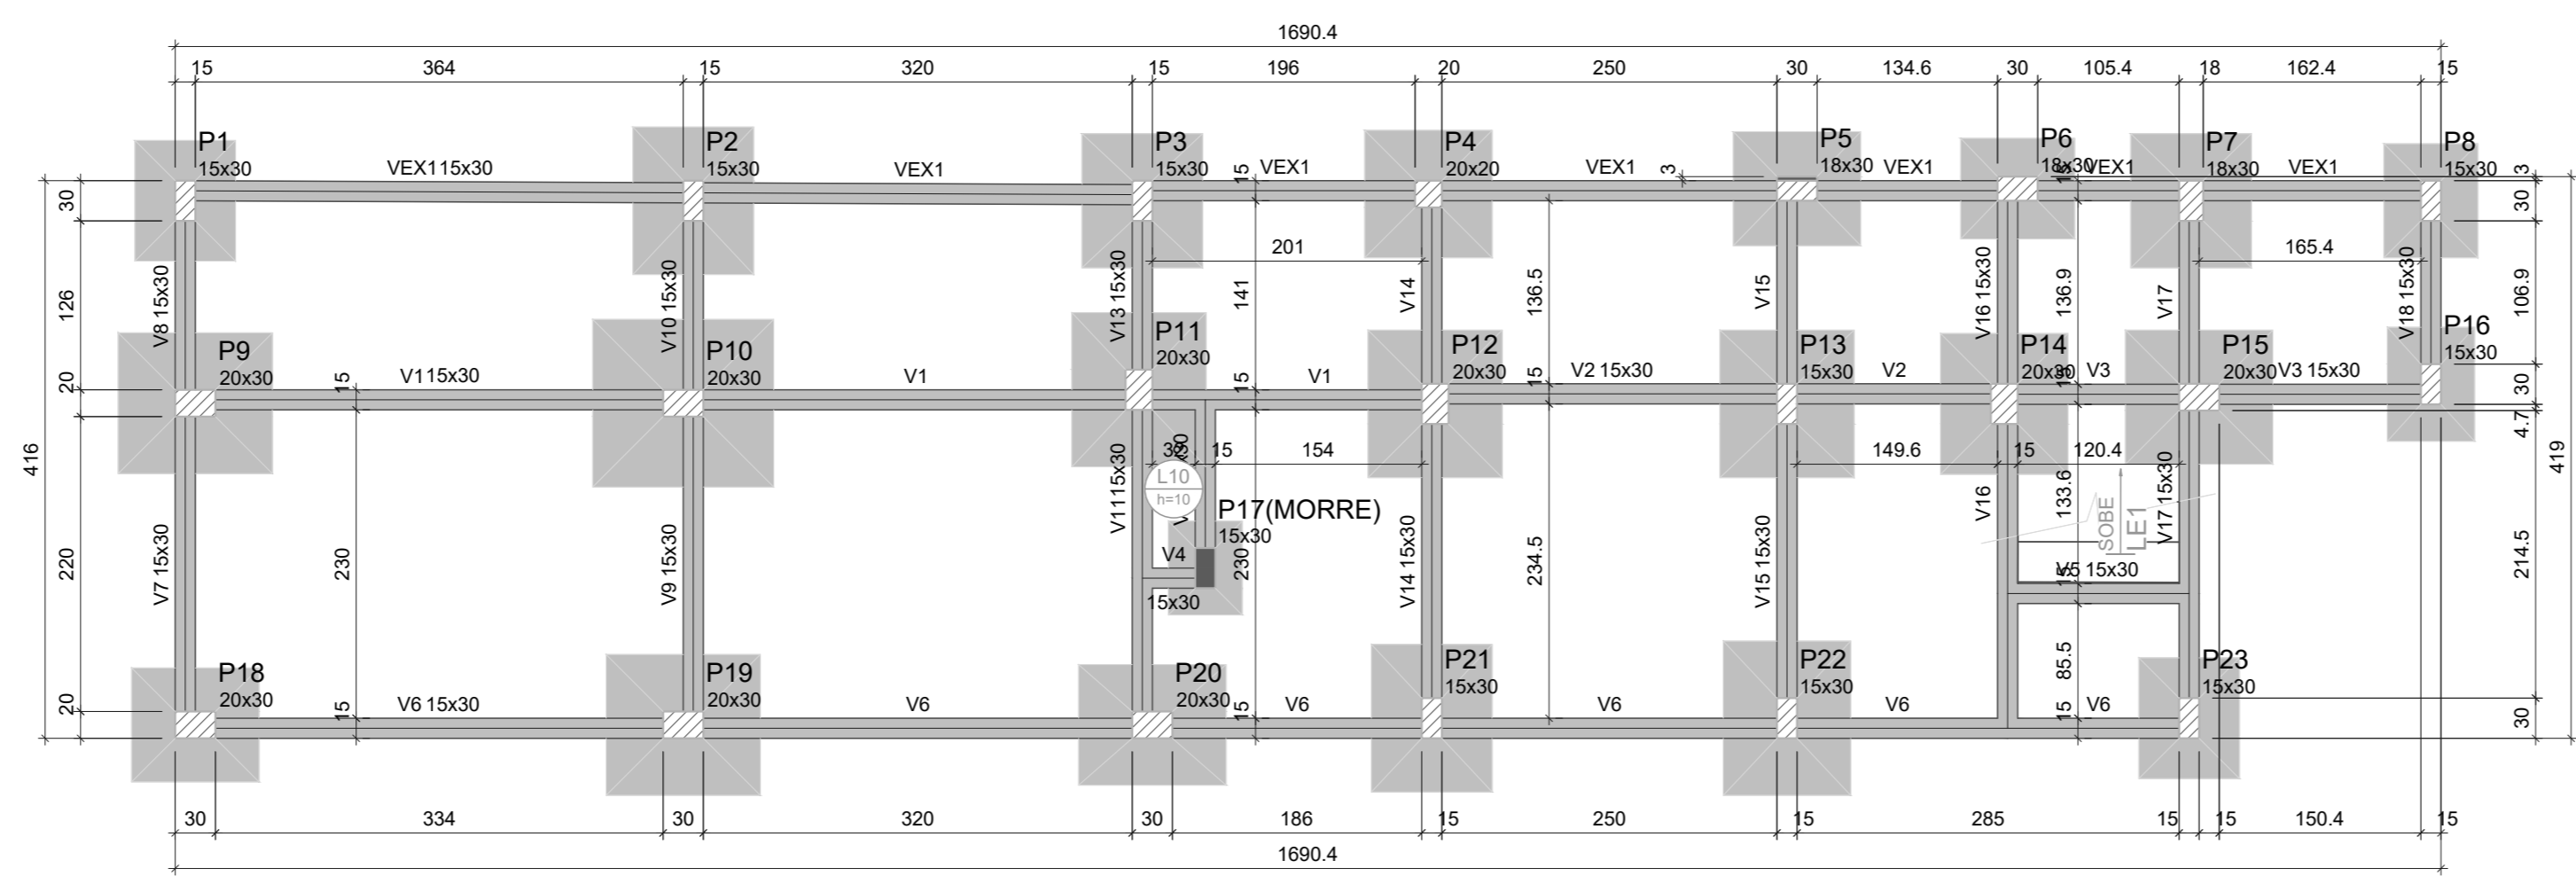 1690.4
15 364 15 320 15 196 20 250 30 134.6 30 105.4 18 162.4 15
P1 P2 P3 P4 P5 P6 P7 P8
15x30 15x30 15x30 20x20 18x30 18x30 18x30 15x30
VEX115x30 VEX1 VEX1 VEX1 VEX1 VEX1 VEX1
15 3 15 3
30 30
201 165.4
V8 15x30 V10 15x30 V13 15x30 V14 V15 V16 15x30 V17 V18 15x30
126 141 136.5 136.9 106.9
P9 P10 P11 P12 P13 P14 P15 P16
20x30 20x30 20x30 20x30 15x30 20x30 20x30 15x30
V115x30 V1 V1 V2 15x30 V2 V3 V3 15x30
20 15 15 15 30
4.7
416 419
32 15 154 149.6 15 120.4
L10
h=10
P17(MORRE)
15x30
V4
15x30
V7 15x30 V9 15x30 V1115x30 V14 15x30 V15 15x30 V16 V17 15x30
220 230 230 234.5 133.6 214.5
SOBE
LE1
V5 15x30
85.5
P18 P19 P20 P21 P22 P23
20x30 20x30 20x30 15x30 15x30 15x30
V6 15x30 V6 V6 V6 V6 V6
20 15 15 15 30
30 334 30 320 30 186 15 250 15 285 15 15 150.4 15
1690.4